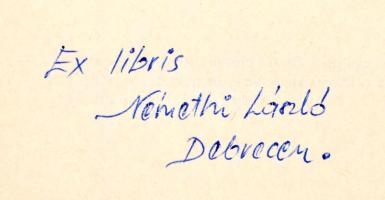 Ex libris
Némethi László
Debrecen.